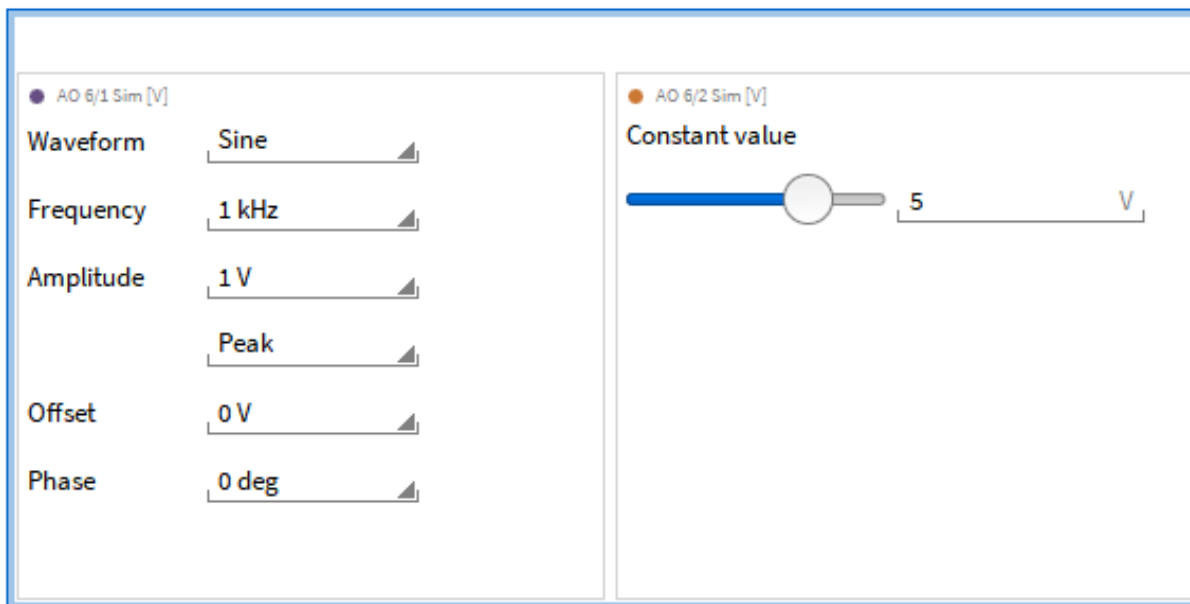 AO 6/1 Sim [V]
Waveform Sine
Frequency 1 kHz
Amplitude 1 V
Peak
Offset 0 V
Phase 0 deg
AO 6/2 Sim [V]
Constant value
5 V